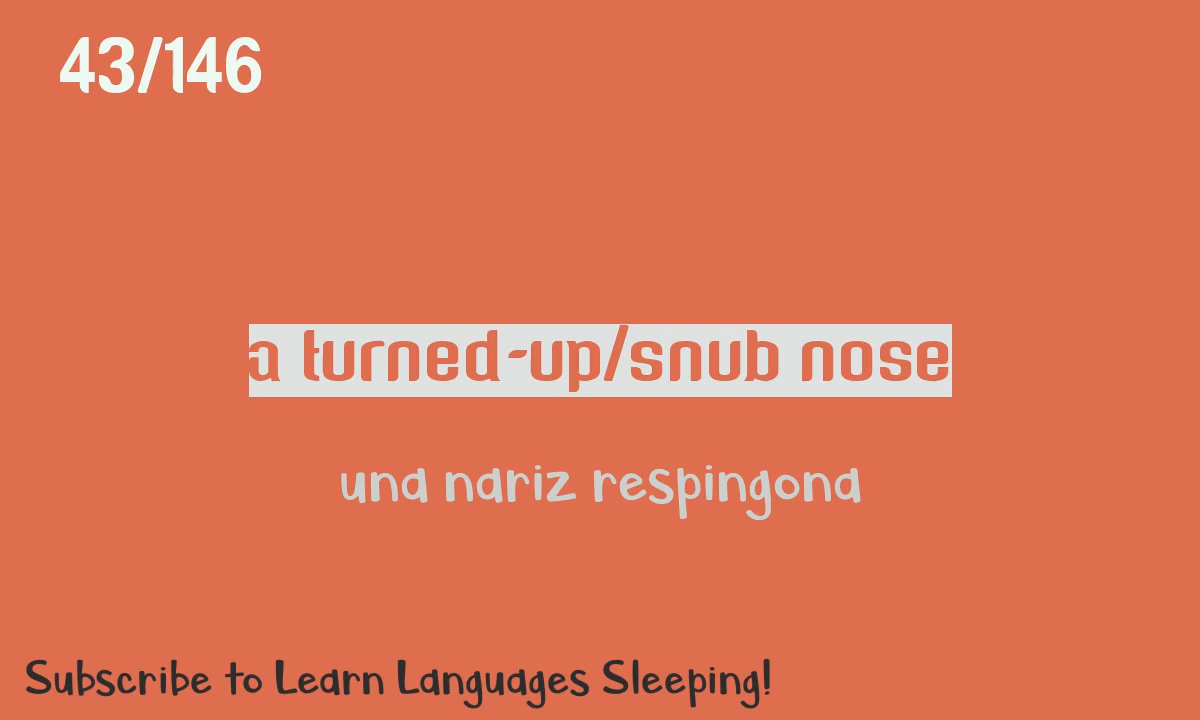 43/146
a turned-up/snub nose
una nariz respingona
Subscribe to Learn Languages Sleeping!